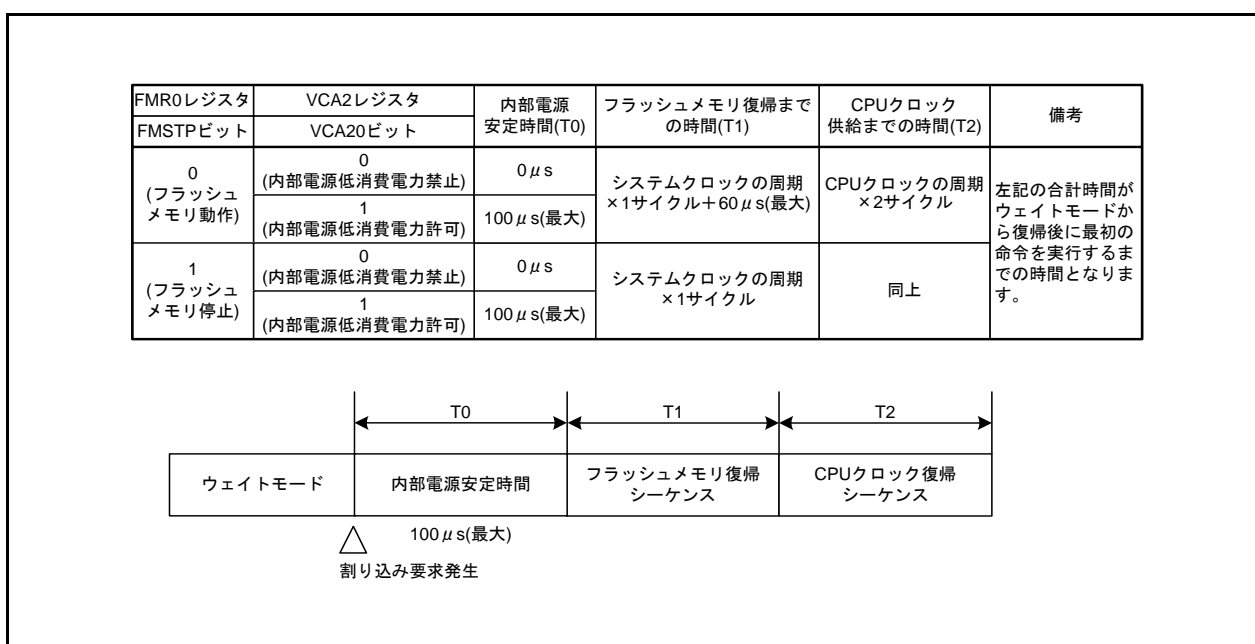 FMR0レジスタ
VCA2レジスタ
内部電源
安定時間(T0)
フラッシュメモリ復帰まで
の時間(T1)
CPUクロック
供給までの時間(T2)
備考
FMSTPビット
VCA20ビット
0
(フラッシュ
メモリ動作)
0
(内部電源低消費電力禁止)
0μs
システムクロックの周期
×1サイクル+60μs(最大)
CPUクロックの周期
×2サイクル
左記の合計時間が
ウェイトモードか
ら復帰後に最初の
命令を実行するま
での時間となりま
す。
1
(内部電源低消費電力許可)
100μs(最大)
1
(フラッシュ
メモリ停止)
0
(内部電源低消費電力禁止)
0μs
システムクロックの周期
×1サイクル
同上
1
(内部電源低消費電力許可)
100μs(最大)
T0
T1
T2
ウェイトモード
内部電源安定時間
フラッシュメモリ復帰
シーケンス
CPUクロック復帰
シーケンス
100μs(最大)
割り込み要求発生